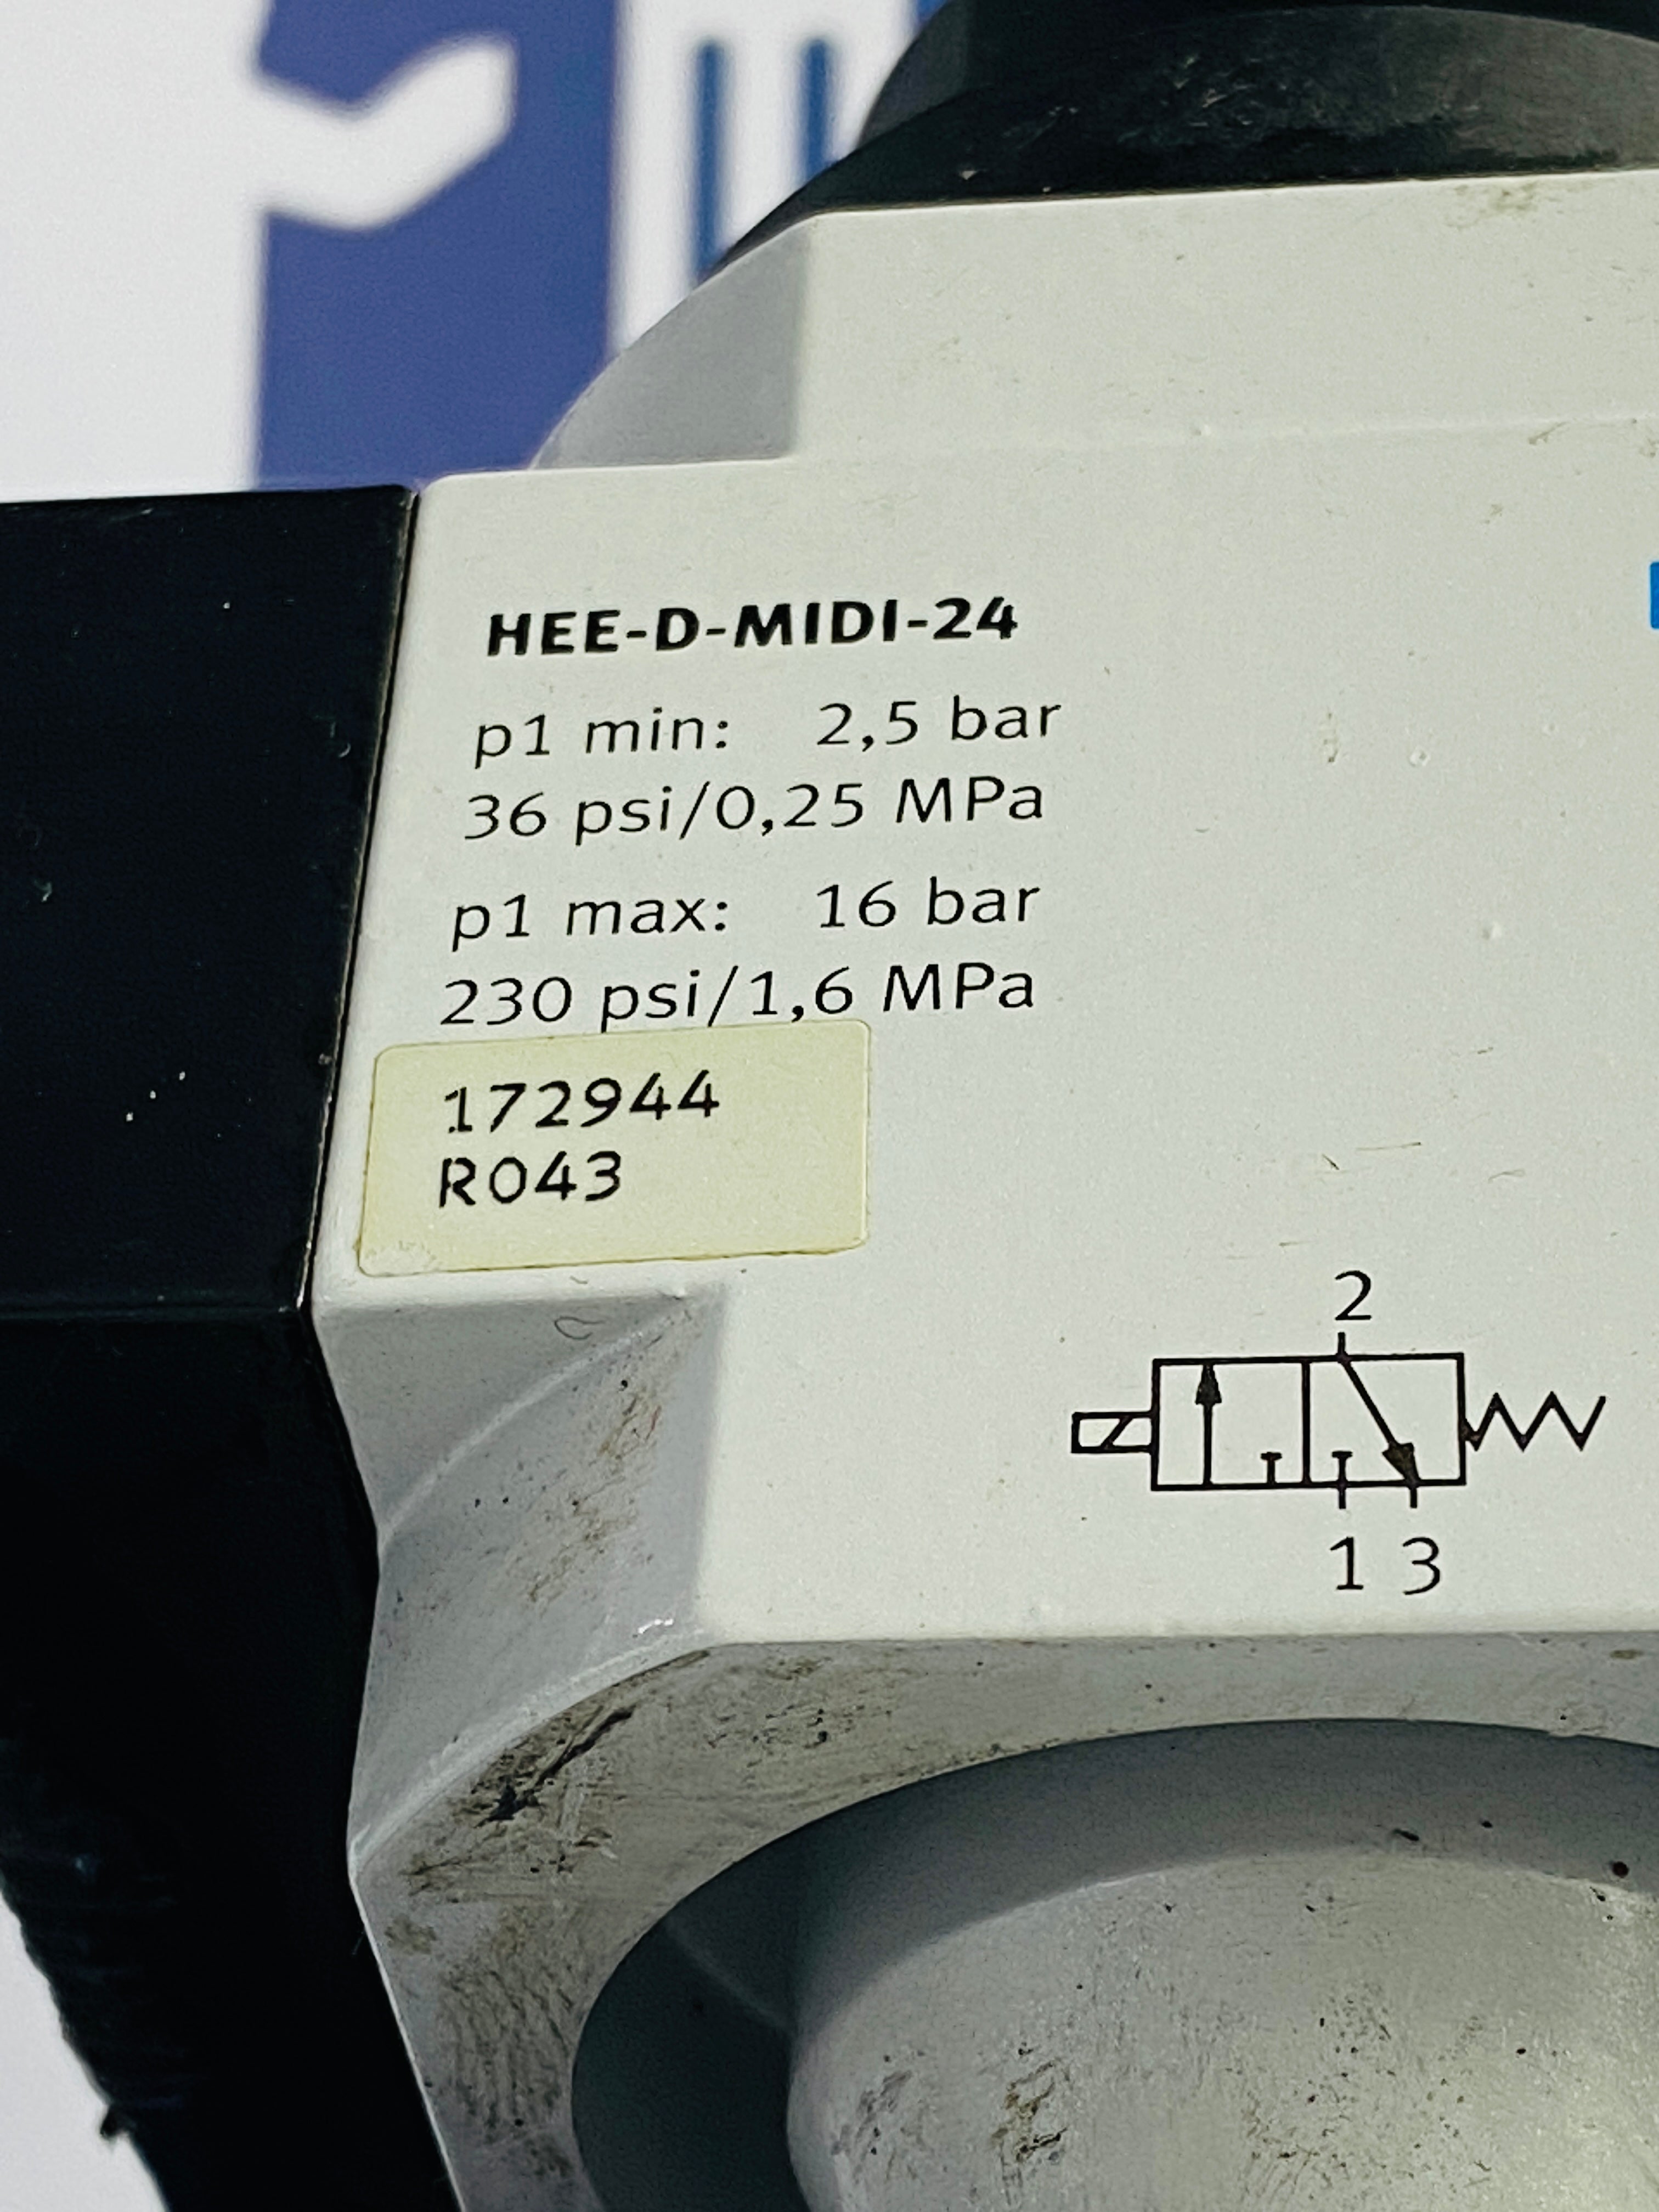 HEE-D-MIDI-24
p1 min: 2,5 bar
36 psi/0,25 MPa
p1 max: 16 bar
230 psi/1,6 MPa
172944
R043
2
1 3